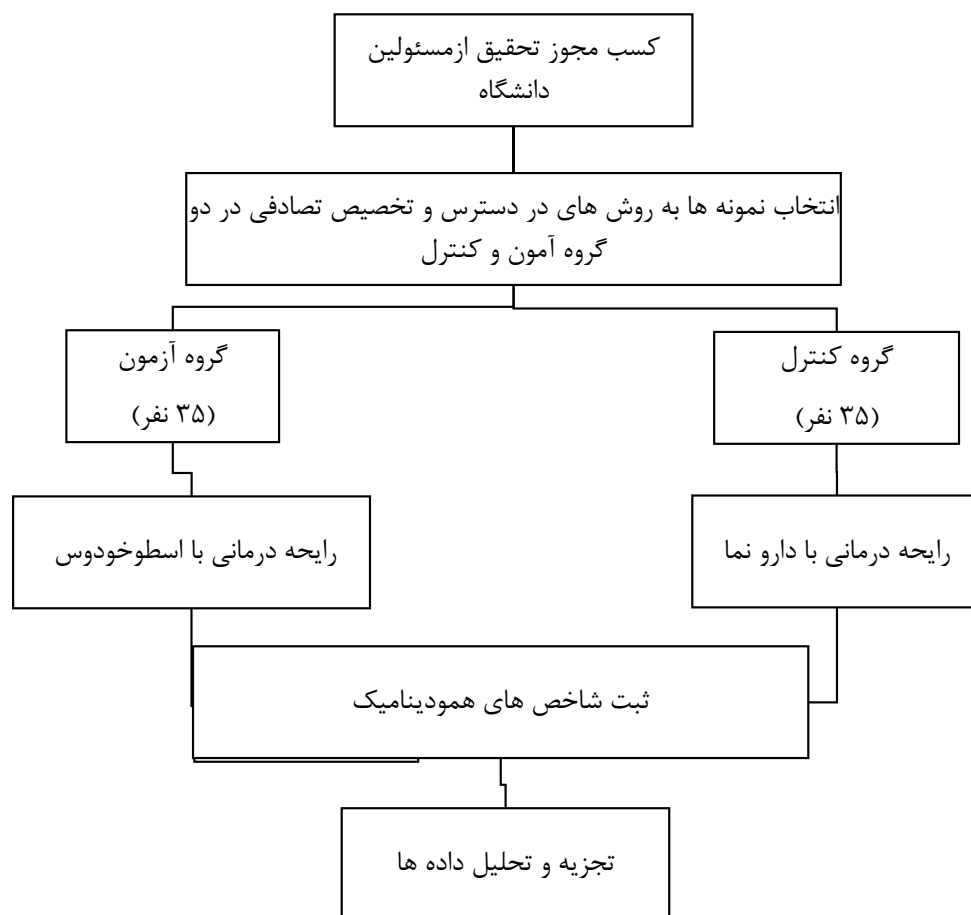 کسب مجوز تحقیق ازمسئولین
دانشگاه
انتخاب نمونه ها به روش های در دسترس و تخصیص تصادفی در دو
گروه آمون و کنترل
گروه کنترل
(۳۵ نفر)
گروه آزمون
(۳۵ نفر)
رایحه درمانی با دارو نما
رایحه درمانی با اسطوخودوس
ثبت شاخص های همودینامیک
تجزیه و تحلیل داده ها